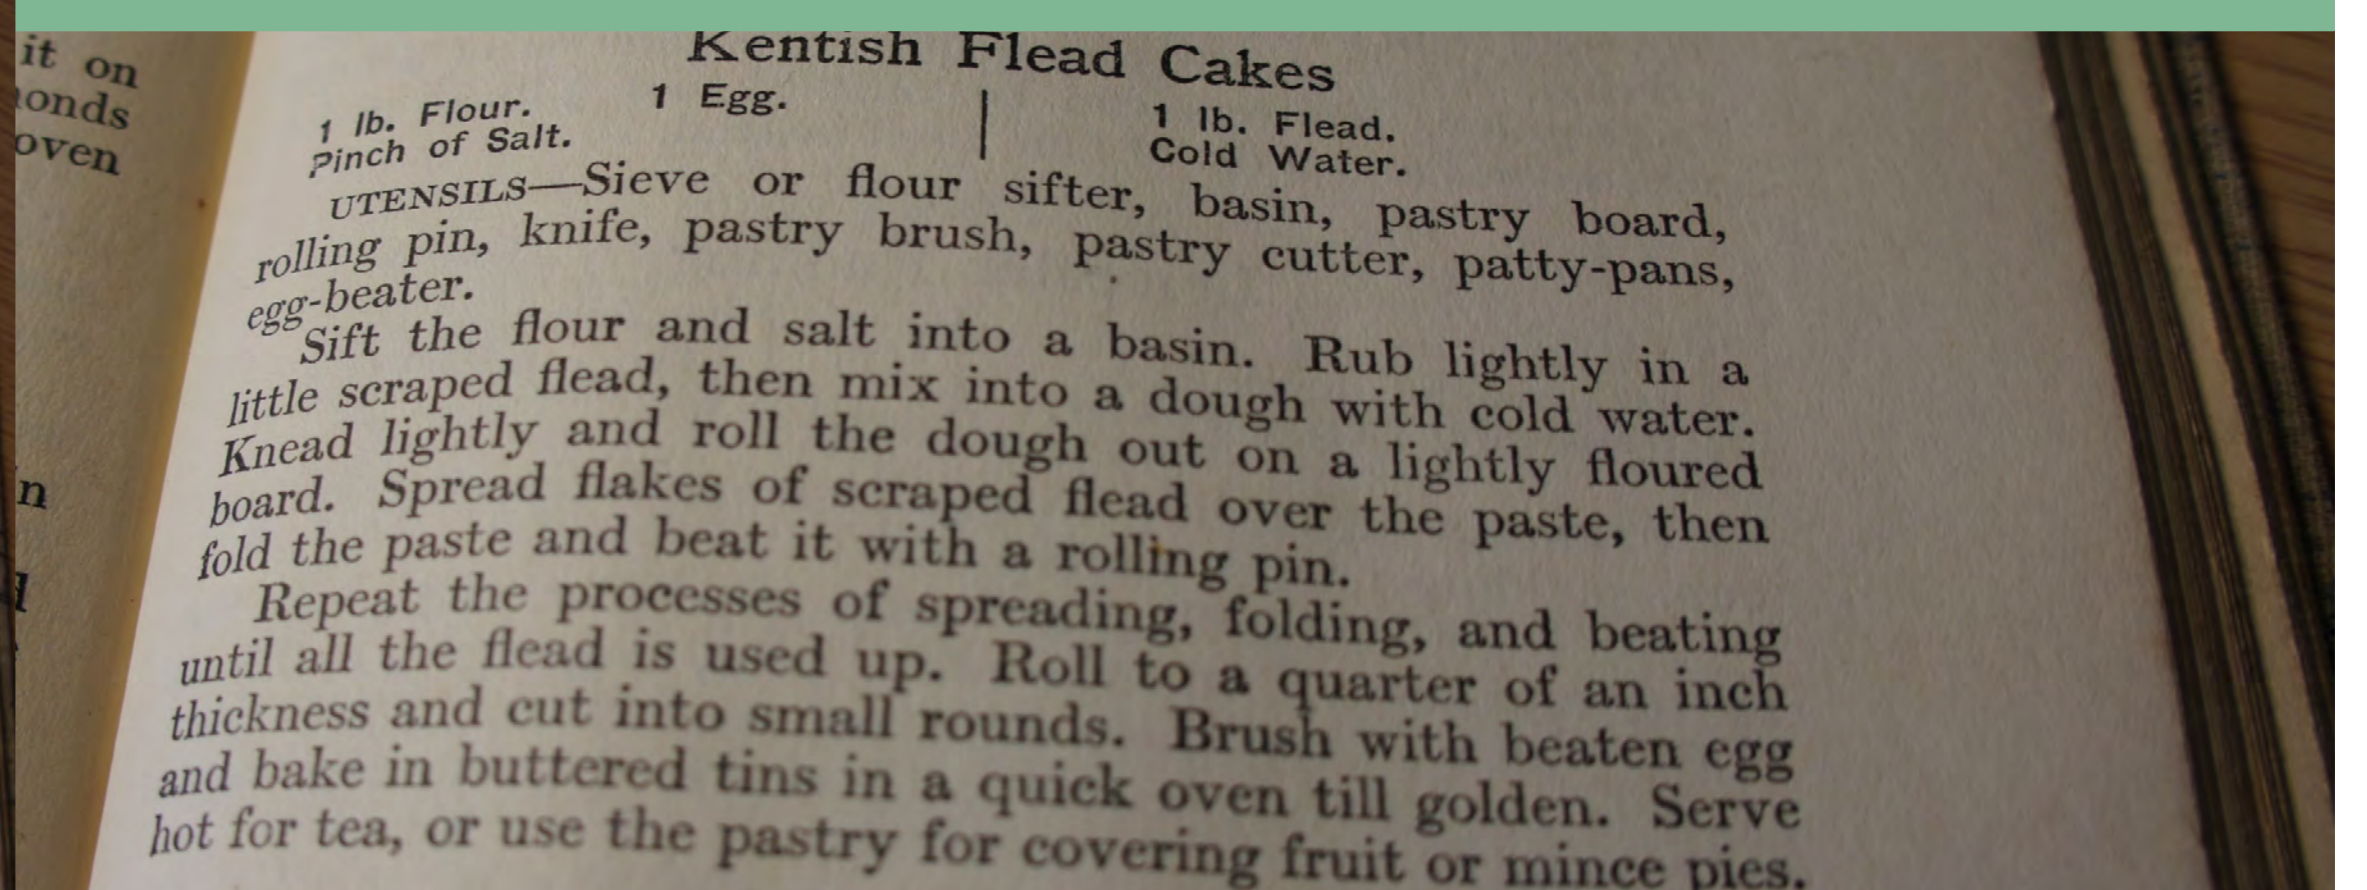 it on
onds
oven
n
Kentish Flead Cakes
1 lb. Flour.
Pinch of Salt.
1 Egg.
1 lb. Flead.
Cold Water.
UTENSILS—Sieve or flour sifter, basin, pastry board,
rolling pin, knife, pastry brush, pastry cutter, patty-pans,
egg-beater.
Sift the flour and salt into a basin. Rub lightly in a
little scraped flead, then mix into a dough with cold water.
Knead lightly and roll the dough out on a lightly floured
board. Spread flakes of scraped flead over the paste, then
fold the paste and beat it with a rolling pin.
Repeat the processes of spreading, folding, and beating
until all the flead is used up. Roll to a quarter of an inch
thickness and cut into small rounds. Brush with beaten egg
and bake in buttered tins in a quick oven till golden. Serve
hot for tea, or use the pastry for covering fruit or mince pies.